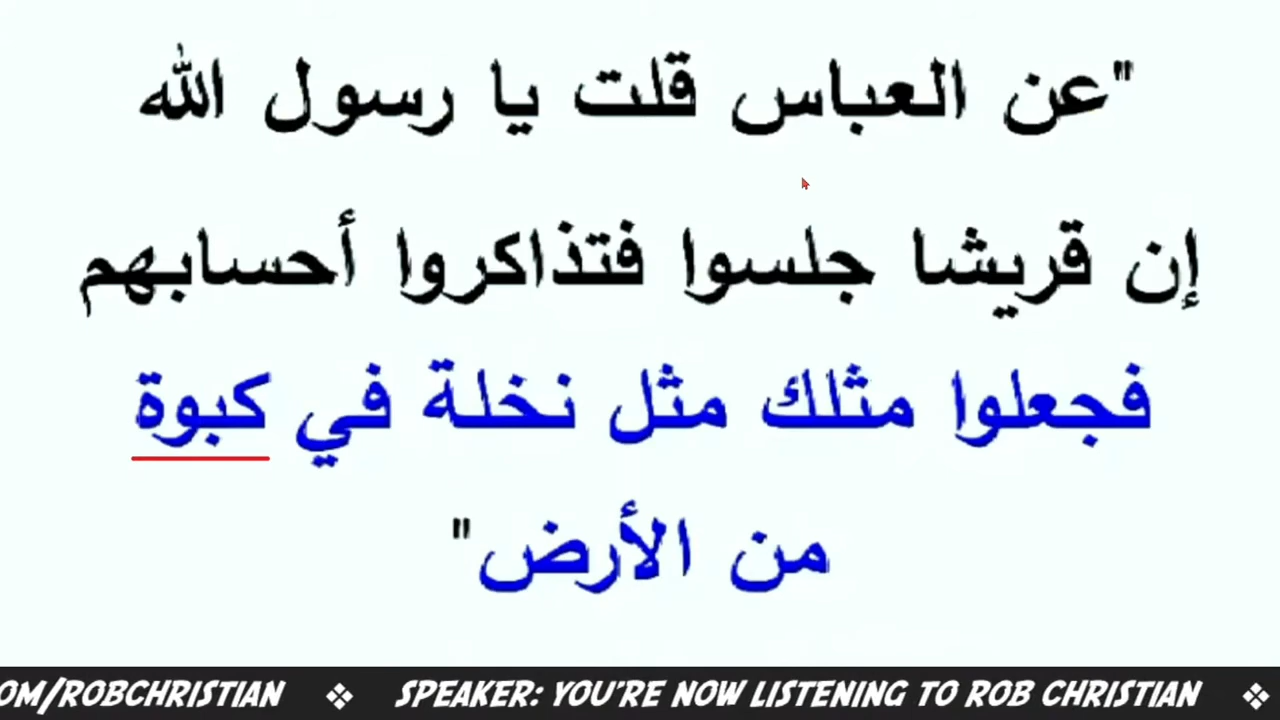 "عن العباس قلت يا رسول الله
إن قريشا جلسوا فتذاكروا أحسابهم
فجعلوا مثلك مثل نخلة في كبوة
من الأرض"
OM/ROBCHRISTIAN ❖ SPEAKER: YOU'RE NOW LISTENING TO ROB CHRISTIAN ❖